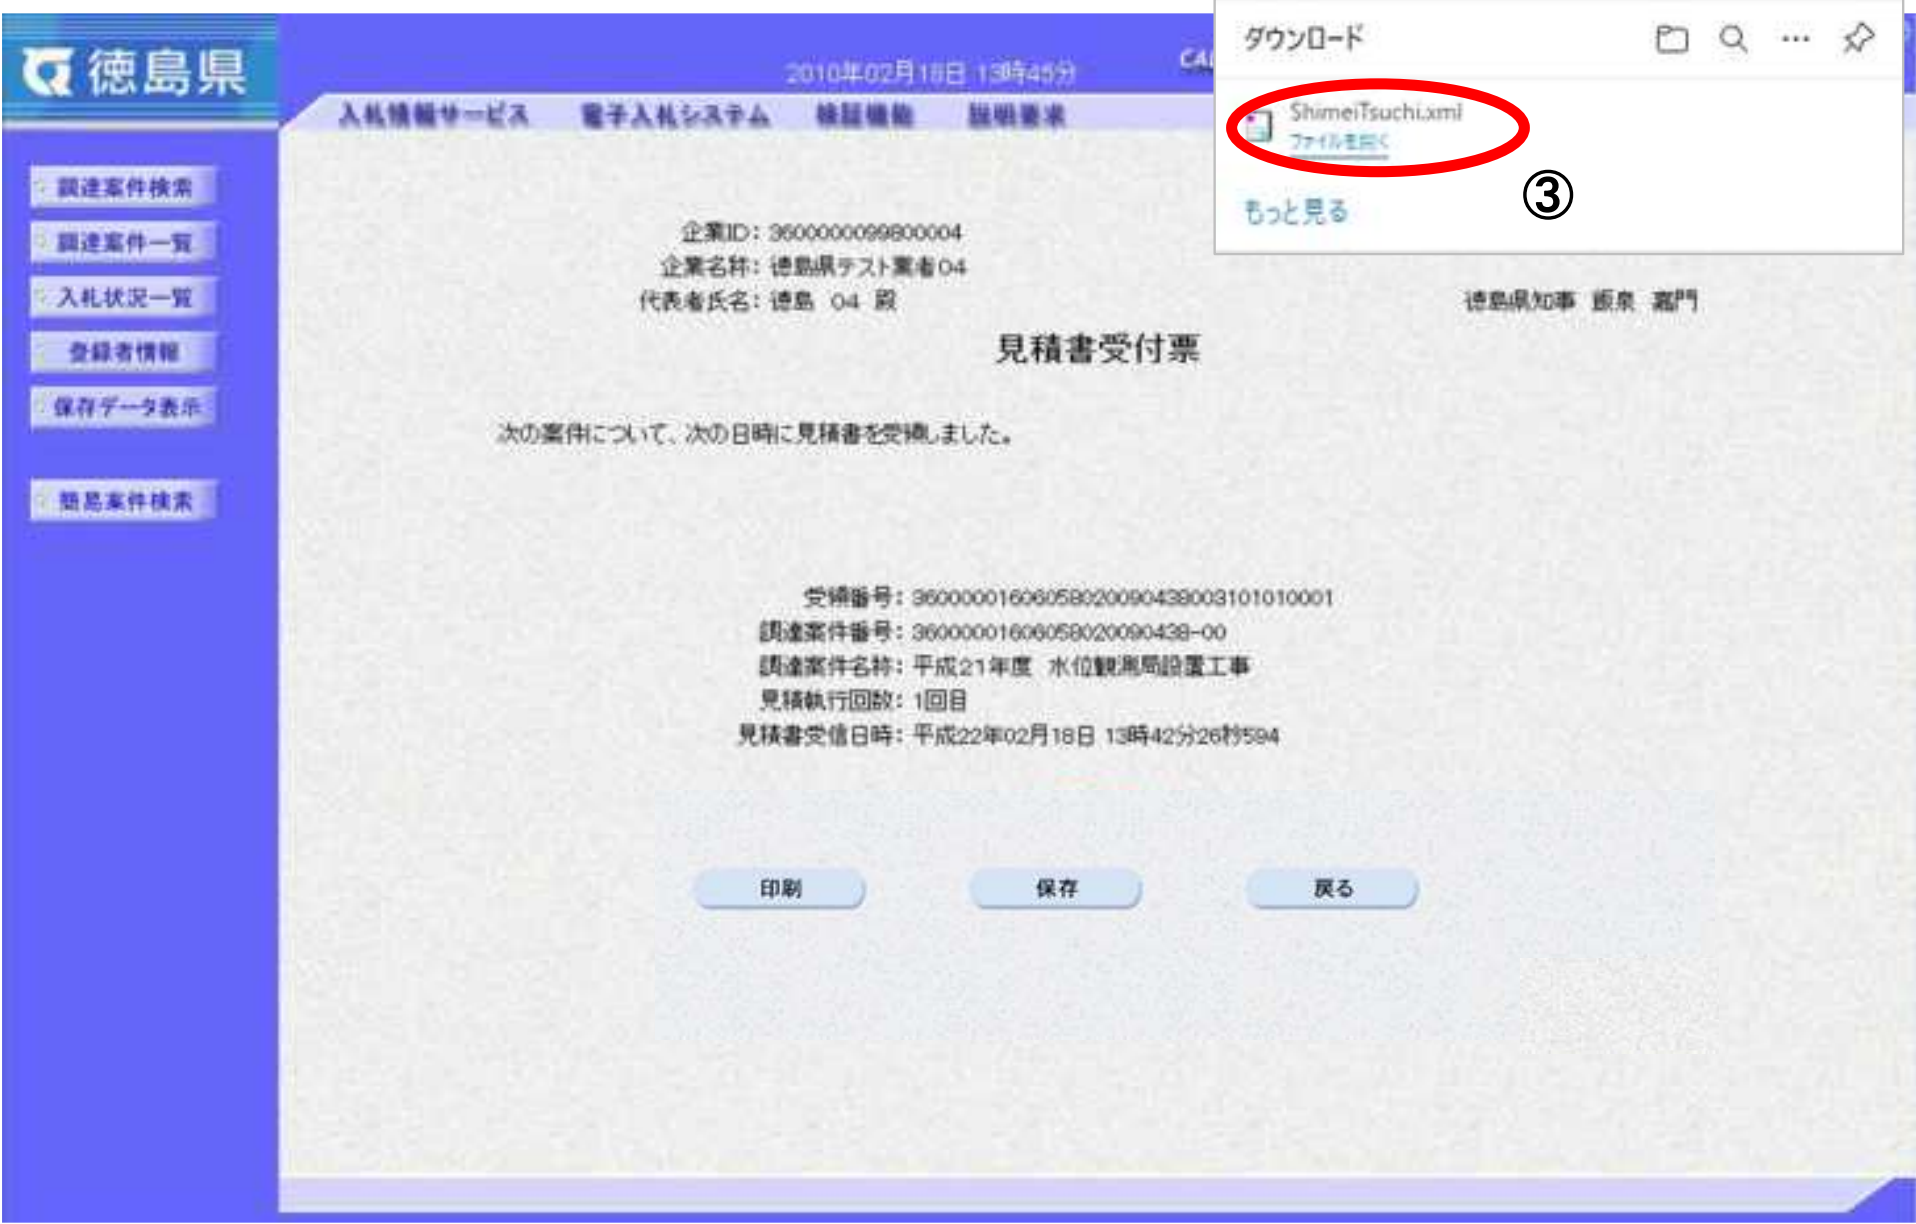 徳島県
2010年02月18日 13時45分
CAL
入札情報サービス 電子入札システム 検証機能 説明要求
ダウンロード
ShimeiTsuchi.xml
ファイルを開く
③
もっと見る
調達案件検索
調達案件一覧
入札状況一覧
登録者情報
保存データ表示
簡易案件検索
企業ID：3600000099800004
企業名称：徳島県テスト業者04
代表者氏名：徳島 04 殿
徳島県知事 飯泉 嘉門
見積書受付票
次の案件について、次の日時に見積書を受領しました。
受領番号：360000016060580200904380031010​10001
調達案件番号：36000001606058020090438-00
調達案件名称：平成21年度 水位観測局設置工事
見積執行回数：1回目
見積書受信日時：平成22年02月18日 13時42分26秒594
印刷
保存
戻る